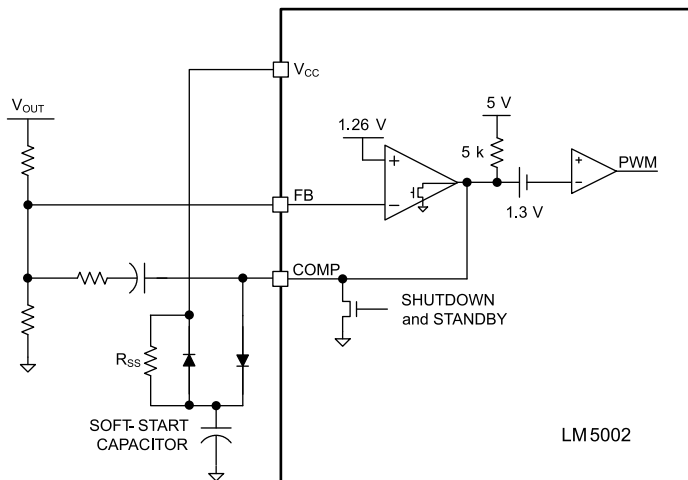 V_CC
V_OUT
5 V
1.26 V
+
5 k
+
PWM
FB
−
−
1.3 V
COMP
SHUTDOWN
and STANDBY
R_SS
SOFT-START
CAPACITOR
LM5002